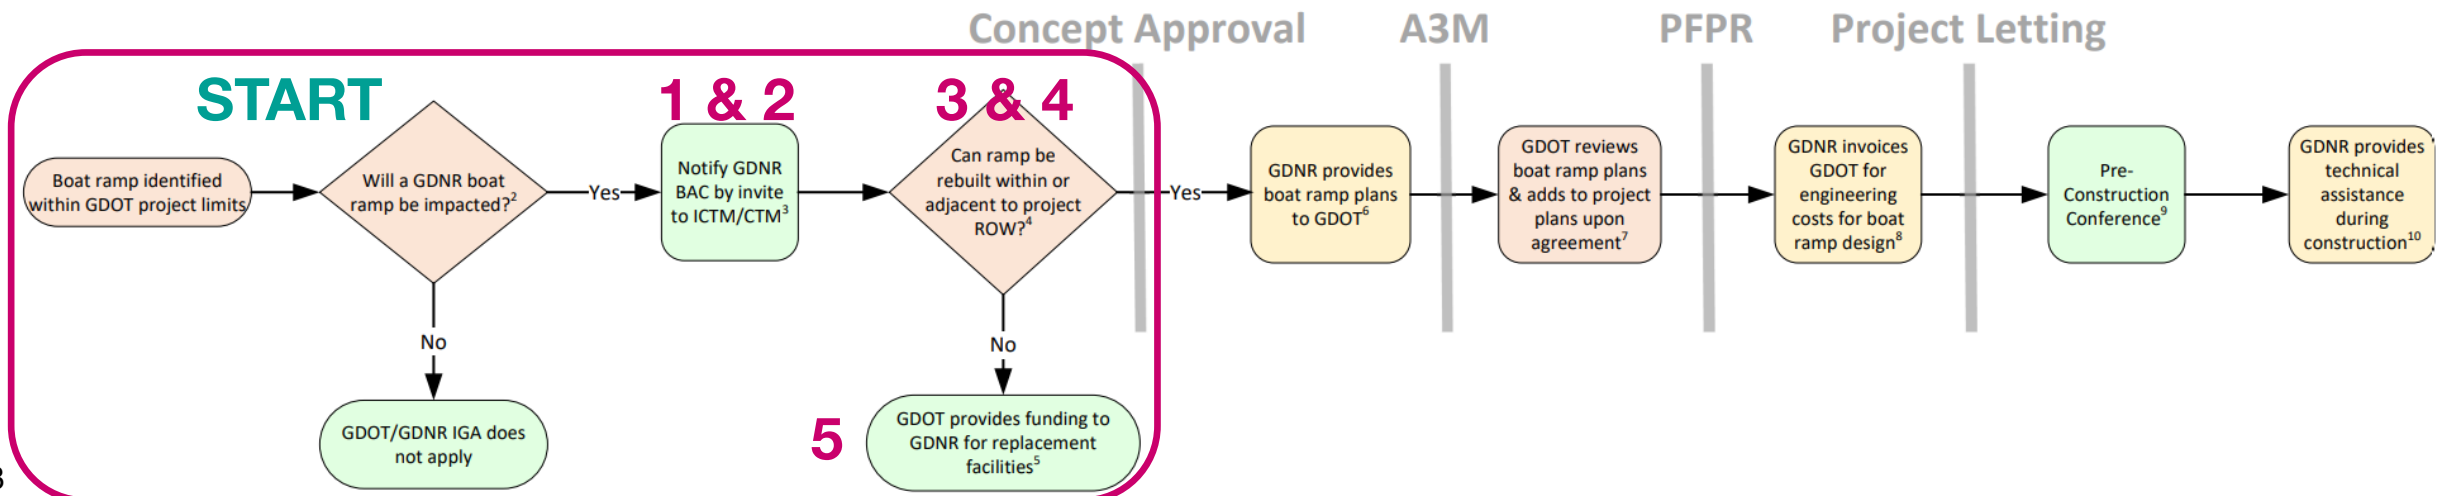 Concept Approval
A3M
PFPR
Project Letting
START
1 & 2
3 & 4
Boat ramp identified
within GDOT project limits
Will a GDNR boat
ramp be impacted?2
Yes
Notify GDNR
BAC by invite
to ICTM/CTM3
Can ramp be
rebuilt within or
adjacent to project
ROW?4
Yes
GDNR provides
boat ramp plans
to GDOT6
GDOT reviews
boat ramp plans
& adds to project
plans upon
agreement7
GDNR invoices
GDOT for
engineering
costs for boat
ramp design8
Pre-
Construction
Conference9
GDNR provides
technical
assistance
during
construction10
No
No
GDOT/GDNR IGA does
not apply
5
GDOT provides funding to
GDNR for replacement
facilities5